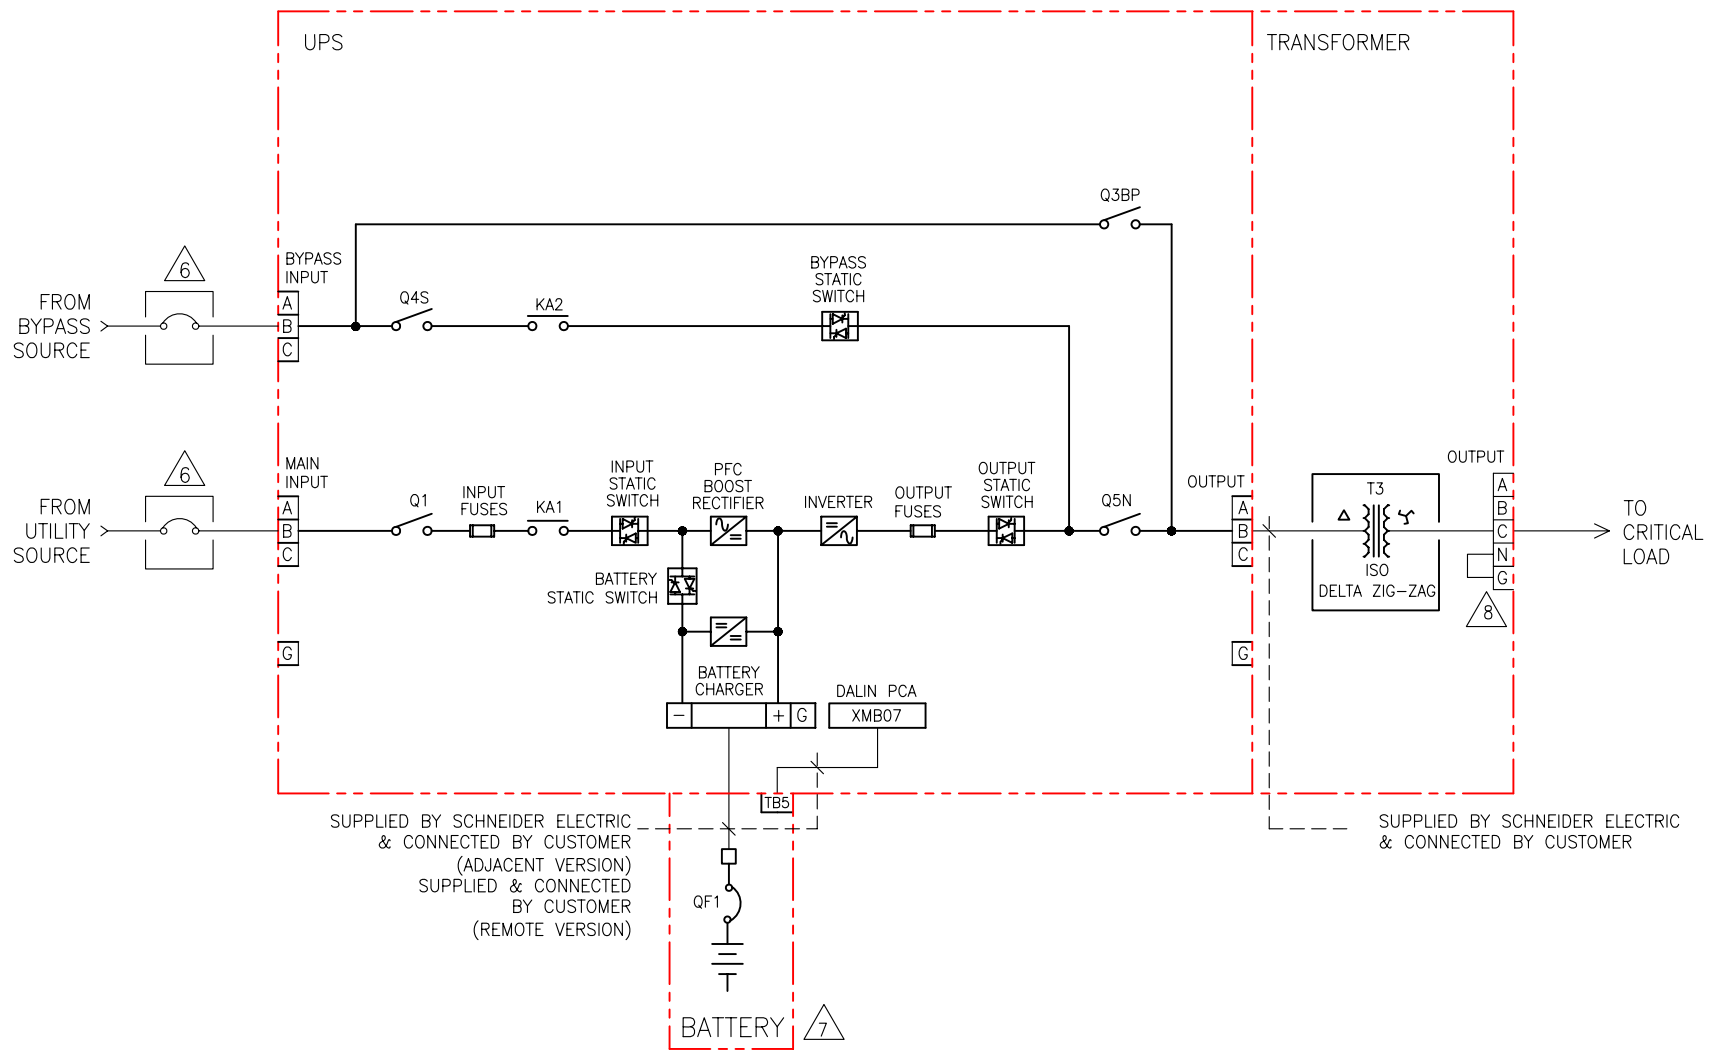 UPS
TRANSFORMER
Q3BP
6
BYPASS
INPUT
BYPASS
STATIC
SWITCH
FROM
BYPASS
SOURCE
A
B
C
Q4S
KA2
6
MAIN
INPUT
FROM
UTILITY
SOURCE
A
B
C
Q1
INPUT
FUSES
KA1
INPUT
STATIC
SWITCH
PFC
BOOST
RECTIFIER
INVERTER
OUTPUT
FUSES
OUTPUT
STATIC
SWITCH
Q5N
OUTPUT
A
B
C
T3
ISO
DELTA ZIG-ZAG
OUTPUT
A
B
C
N
G
8
TO
CRITICAL
LOAD
BATTERY
STATIC SWITCH
G
G
BATTERY
CHARGER
- + G
DALIN PCA
XMB07
TB5
SUPPLIED BY SCHNEIDER ELECTRIC
& CONNECTED BY CUSTOMER
(ADJACENT VERSION)
SUPPLIED & CONNECTED
BY CUSTOMER
(REMOTE VERSION)
SUPPLIED BY SCHNEIDER ELECTRIC
& CONNECTED BY CUSTOMER
QF1
BATTERY
7